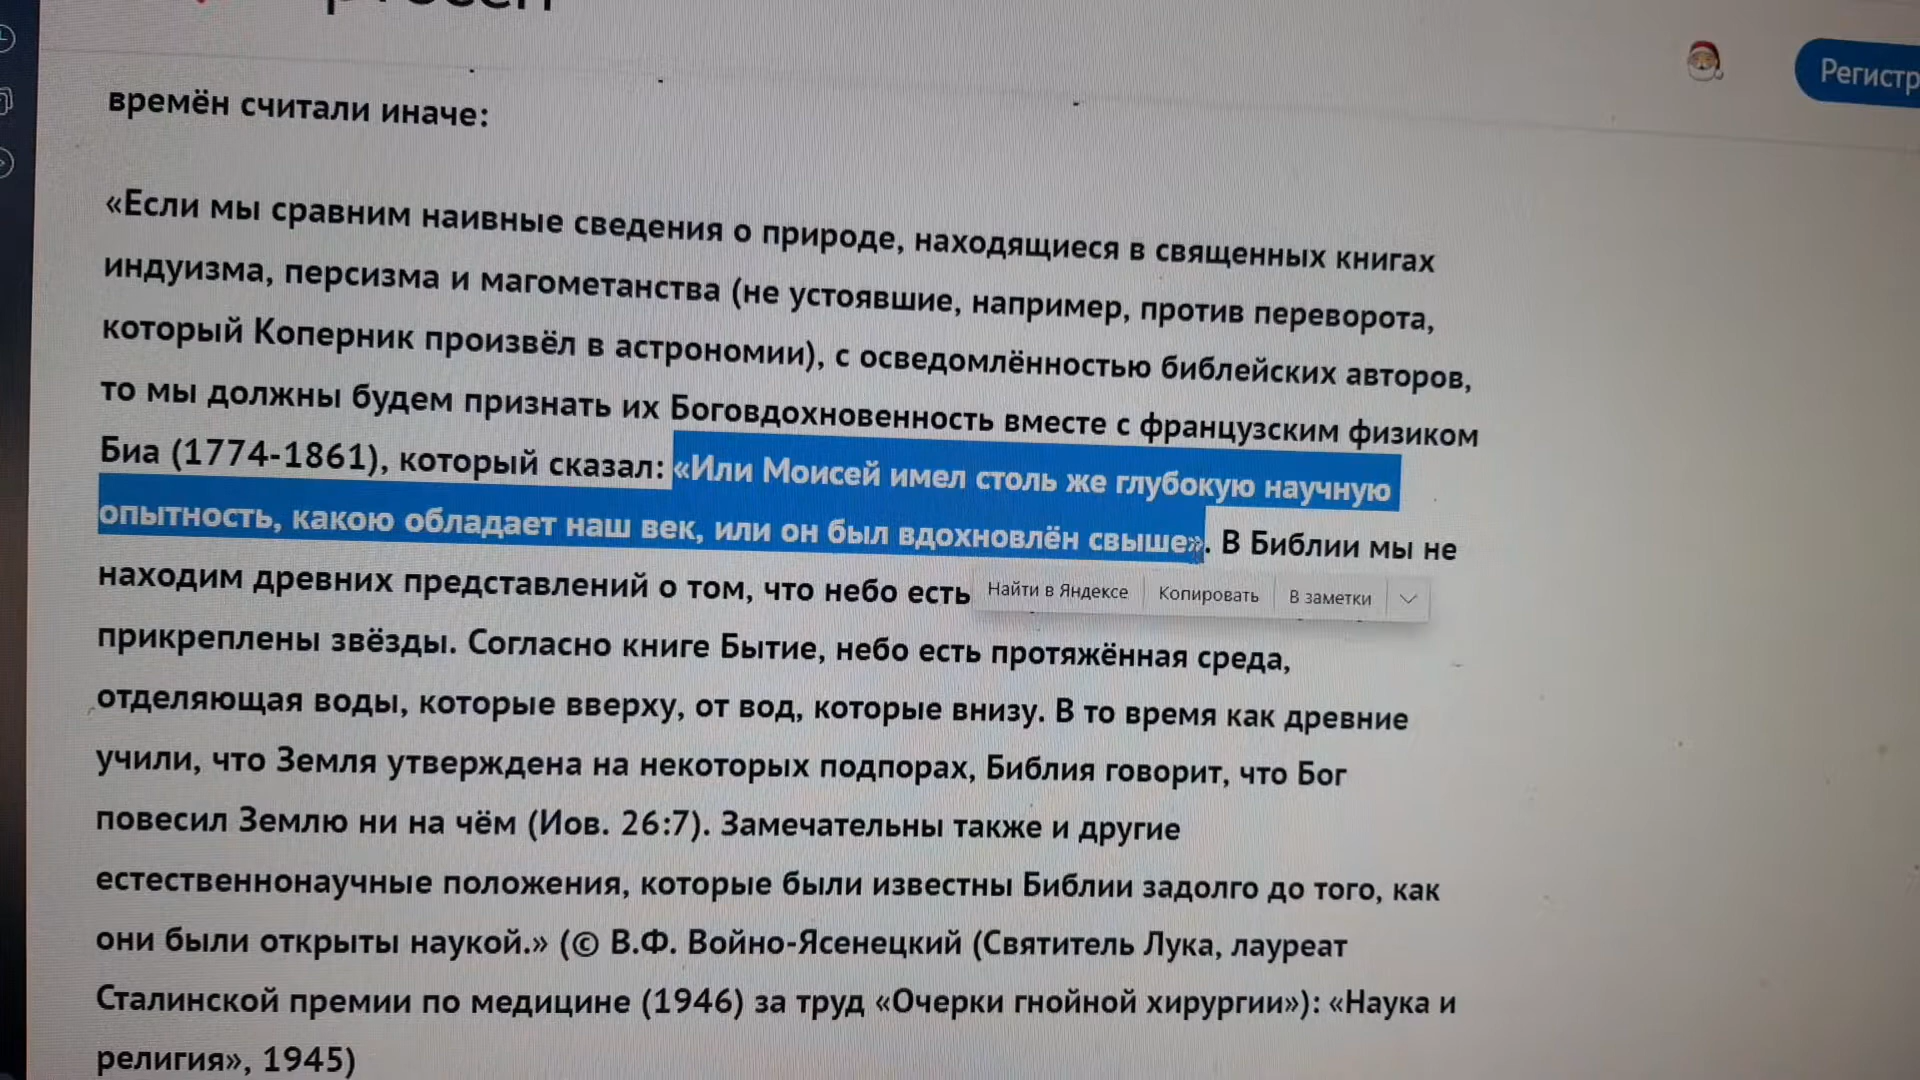 Регистр
времён считали иначе:
«Если мы сравним наивные сведения о природе, находящиеся в священных книгах
индуизма, персизма и магометанства (не устоявшие, например, против переворота,
который Коперник произвёл в астрономии), с осведомлённостью библейских авторов,
то мы должны будем признать их Боговдохновенность вместе с французским физиком
Биа (1774-1861), который сказал: «Или Моисей имел столь же глубокую научную
опытность, какою обладает наш век, или он был вдохновлён свыше». В Библии мы не
находим древних представлений о том, что небо есть
Найти в Яндексе Копировать В заметки
прикреплены звёзды. Согласно книге Бытие, небо есть протяжённая среда,
отделяющая воды, которые вверху, от вод, которые внизу. В то время как древние
учили, что Земля утверждена на некоторых подпорах, Библия говорит, что Бог
повесил Землю ни на чём (Иов. 26:7). Замечательны также и другие
естественнонаучные положения, которые были известны Библии задолго до того, как
они были открыты наукой.» (© В.Ф. Войно-Ясенецкий (Святитель Лука, лауреат
Сталинской премии по медицине (1946) за труд «Очерки гнойной хирургии»): «Наука и
религия», 1945)